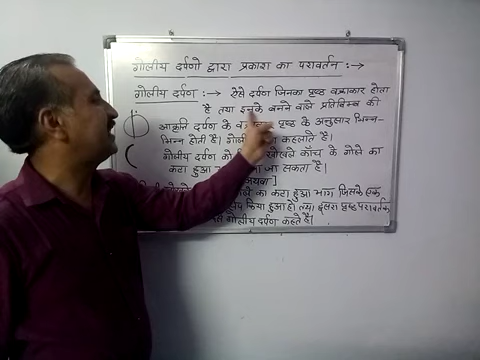 गोलीय दर्पणो द्वारा प्रकाश का परावर्तन :→
गोलीय दर्पण :→ ऐसे दर्पण जिनका पृष्ठ वक्राकार होता
है तथा इनके बनने वाले प्रतिबिम्ब की
आकृति दर्पण के पृष्ठ के अनुसार भिन्न-
भिन्न होती है। कहलाते है।
गोलीय दर्पण को खोखले काँच के गोले का
कटा हुआ जा सकता है।
अथवा]
का कटा हुआ भाग जिसके एक
किया हुआ हो तथा दूसरा पृष्ठ परावर्तक
गोलीय दर्पण कहते है।